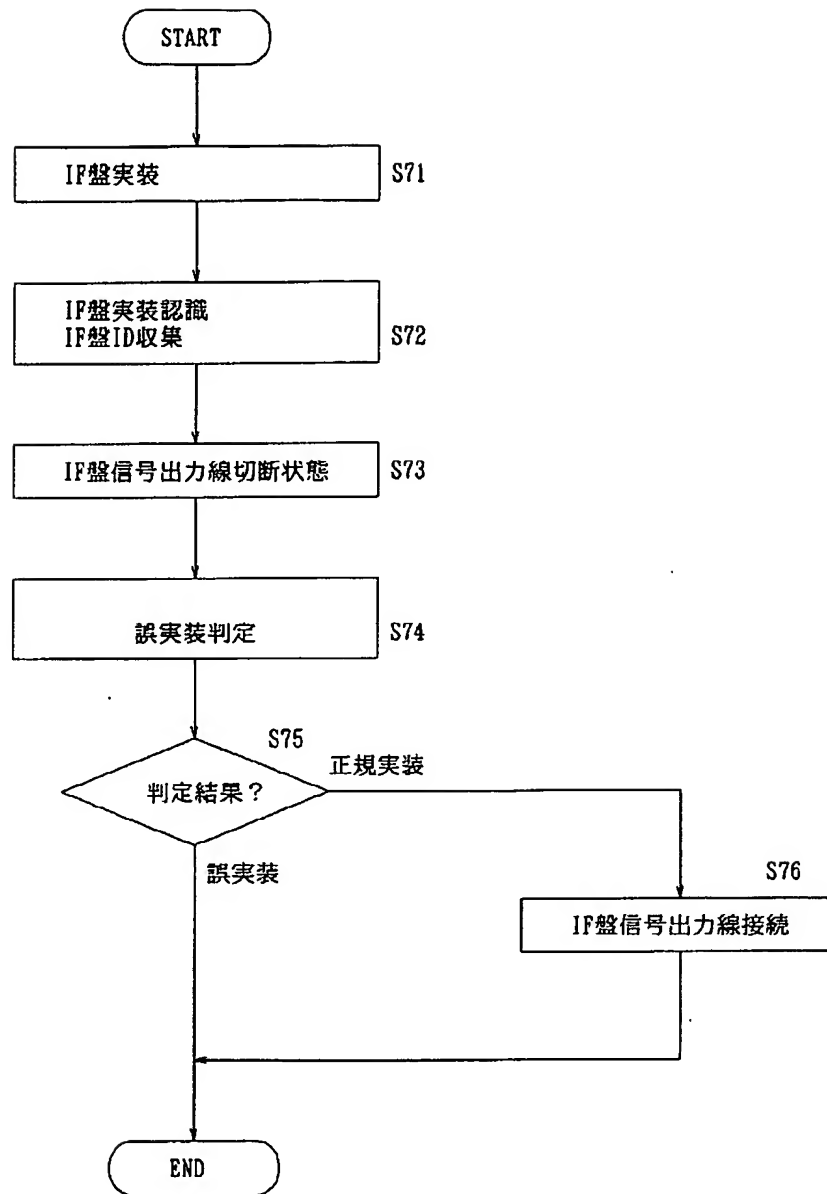 START
IF盤実装
S71
IF盤実装認識
IF盤ID収集
S72
IF盤信号出力線切断状態
S73
誤実装判定
S74
S75
判定結果？
正規実装
誤実装
S76
IF盤信号出力線接続
END